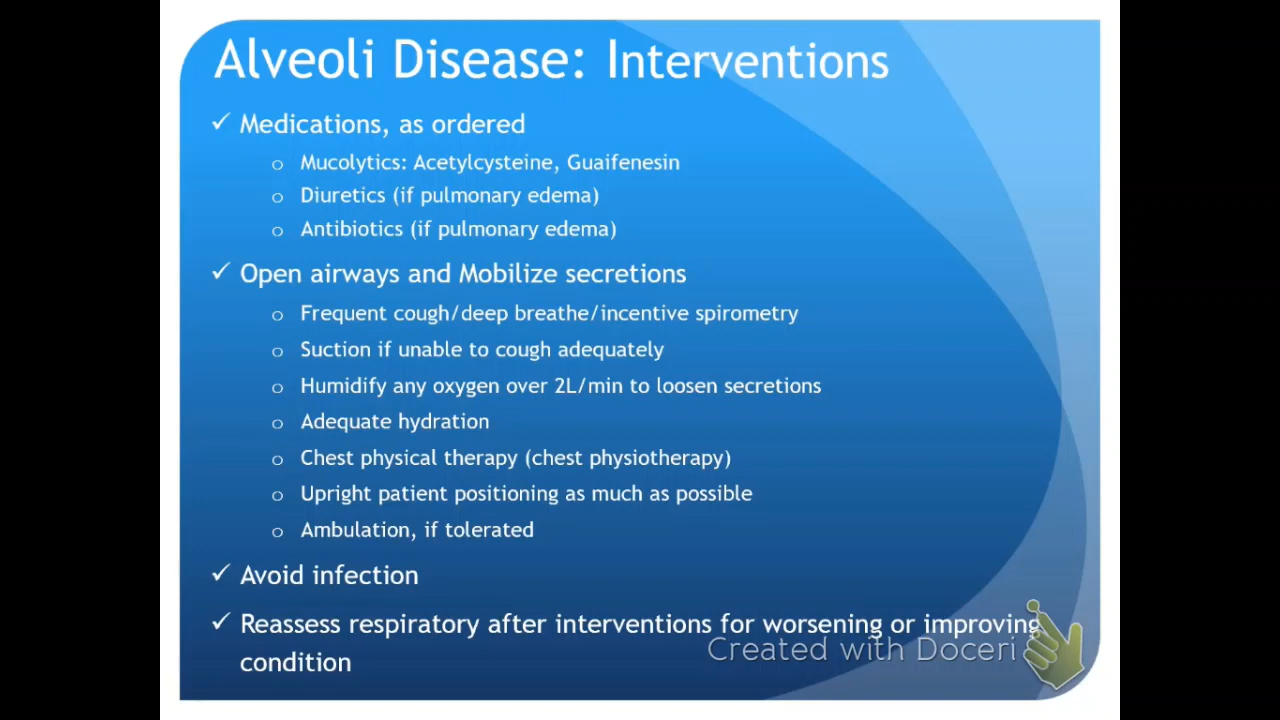 Alveoli Disease: Interventions
✓ Medications, as ordered
o Mucolytics: Acetylcysteine, Guaifenesin
o Diuretics (if pulmonary edema)
o Antibiotics (if pulmonary edema)
✓ Open airways and Mobilize secretions
o Frequent cough/deep breathe/incentive spirometry
o Suction if unable to cough adequately
o Humidify any oxygen over 2L/min to loosen secretions
o Adequate hydration
o Chest physical therapy (chest physiotherapy)
o Upright patient positioning as much as possible
o Ambulation, if tolerated
✓ Avoid infection
✓ Reassess respiratory after interventions for worsening or improving
condition
Created with Doceri